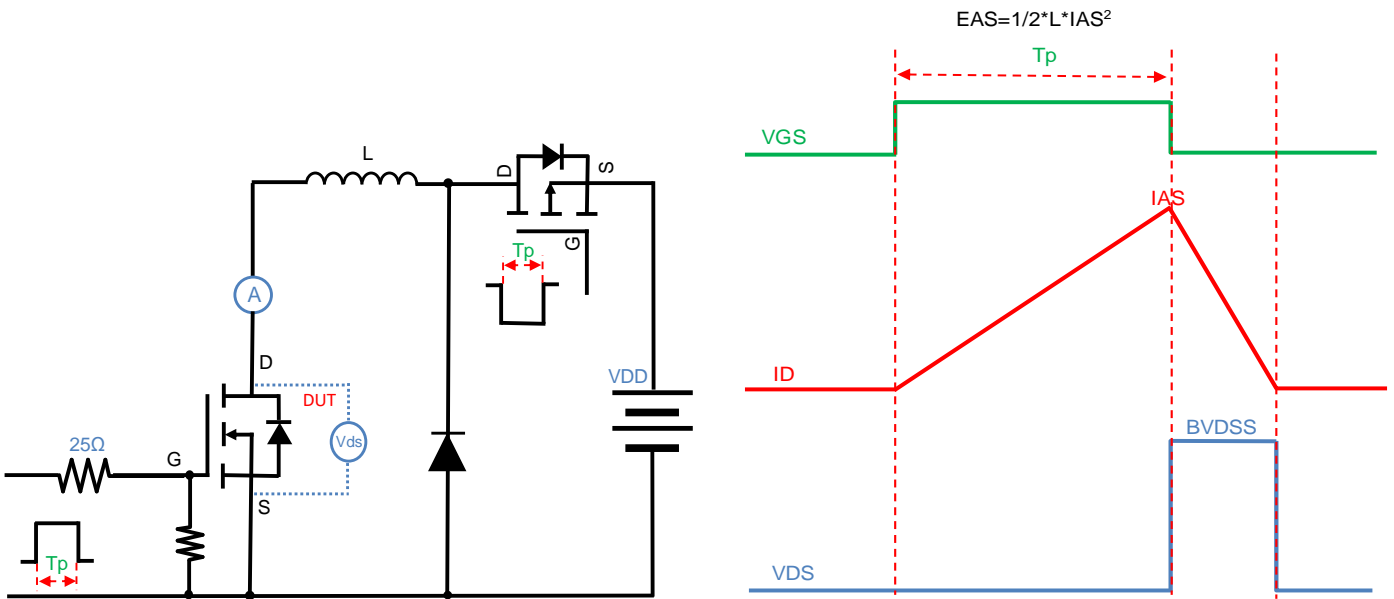 L
D
S
G
Tp
A
D
DUT
Vds
VDD
25Ω
G
S
Tp
EAS=1/2*L*IAS²
Tp
VGS
IAS
ID
BVDSS
VDS